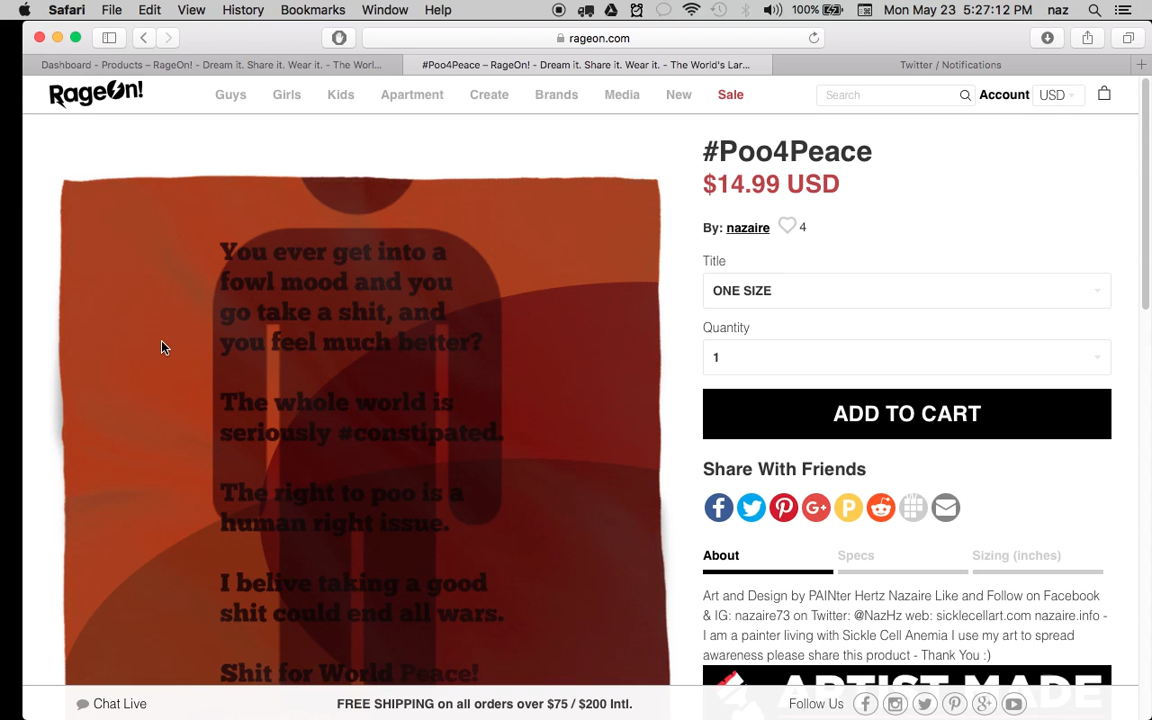 Safari File Edit View History Bookmarks Window Help 100% Mon May 23 5:27:12 PM naz
rageon.com
Dashboard - Products – RageOn! - Dream it. Share it. Wear it. - The Worl...
#Poo4Peace – RageOn! - Dream it. Share it. Wear it. - The World's Lar...
Twitter / Notifications
RageOn!
Guys Girls Kids Apartment Create Brands Media New Sale
Search
Account USD
#Poo4Peace
$14.99 USD
By: nazaire 4
Title
ONE SIZE
Quantity
1
ADD TO CART
Share With Friends
About Specs Sizing (inches)
Art and Design by PAINter Hertz Nazaire Like and Follow on Facebook
& IG: nazaire73 on Twitter: @NazHz web: sicklecellart.com nazaire.info -
I am a painter living with Sickle Cell Anemia I use my art to spread
awareness please share this product - Thank You :)
ARTIST MADE
You ever get into a
fowl mood and you
go take a shit, and
you feel much better?
The whole world is
seriously #constipated.
The right to poo is a
human right issue.
I belive taking a good
shit could end all wars.
Shit for World Peace!
Chat Live
FREE SHIPPING on all orders over $75 / $200 Intl.
Follow Us